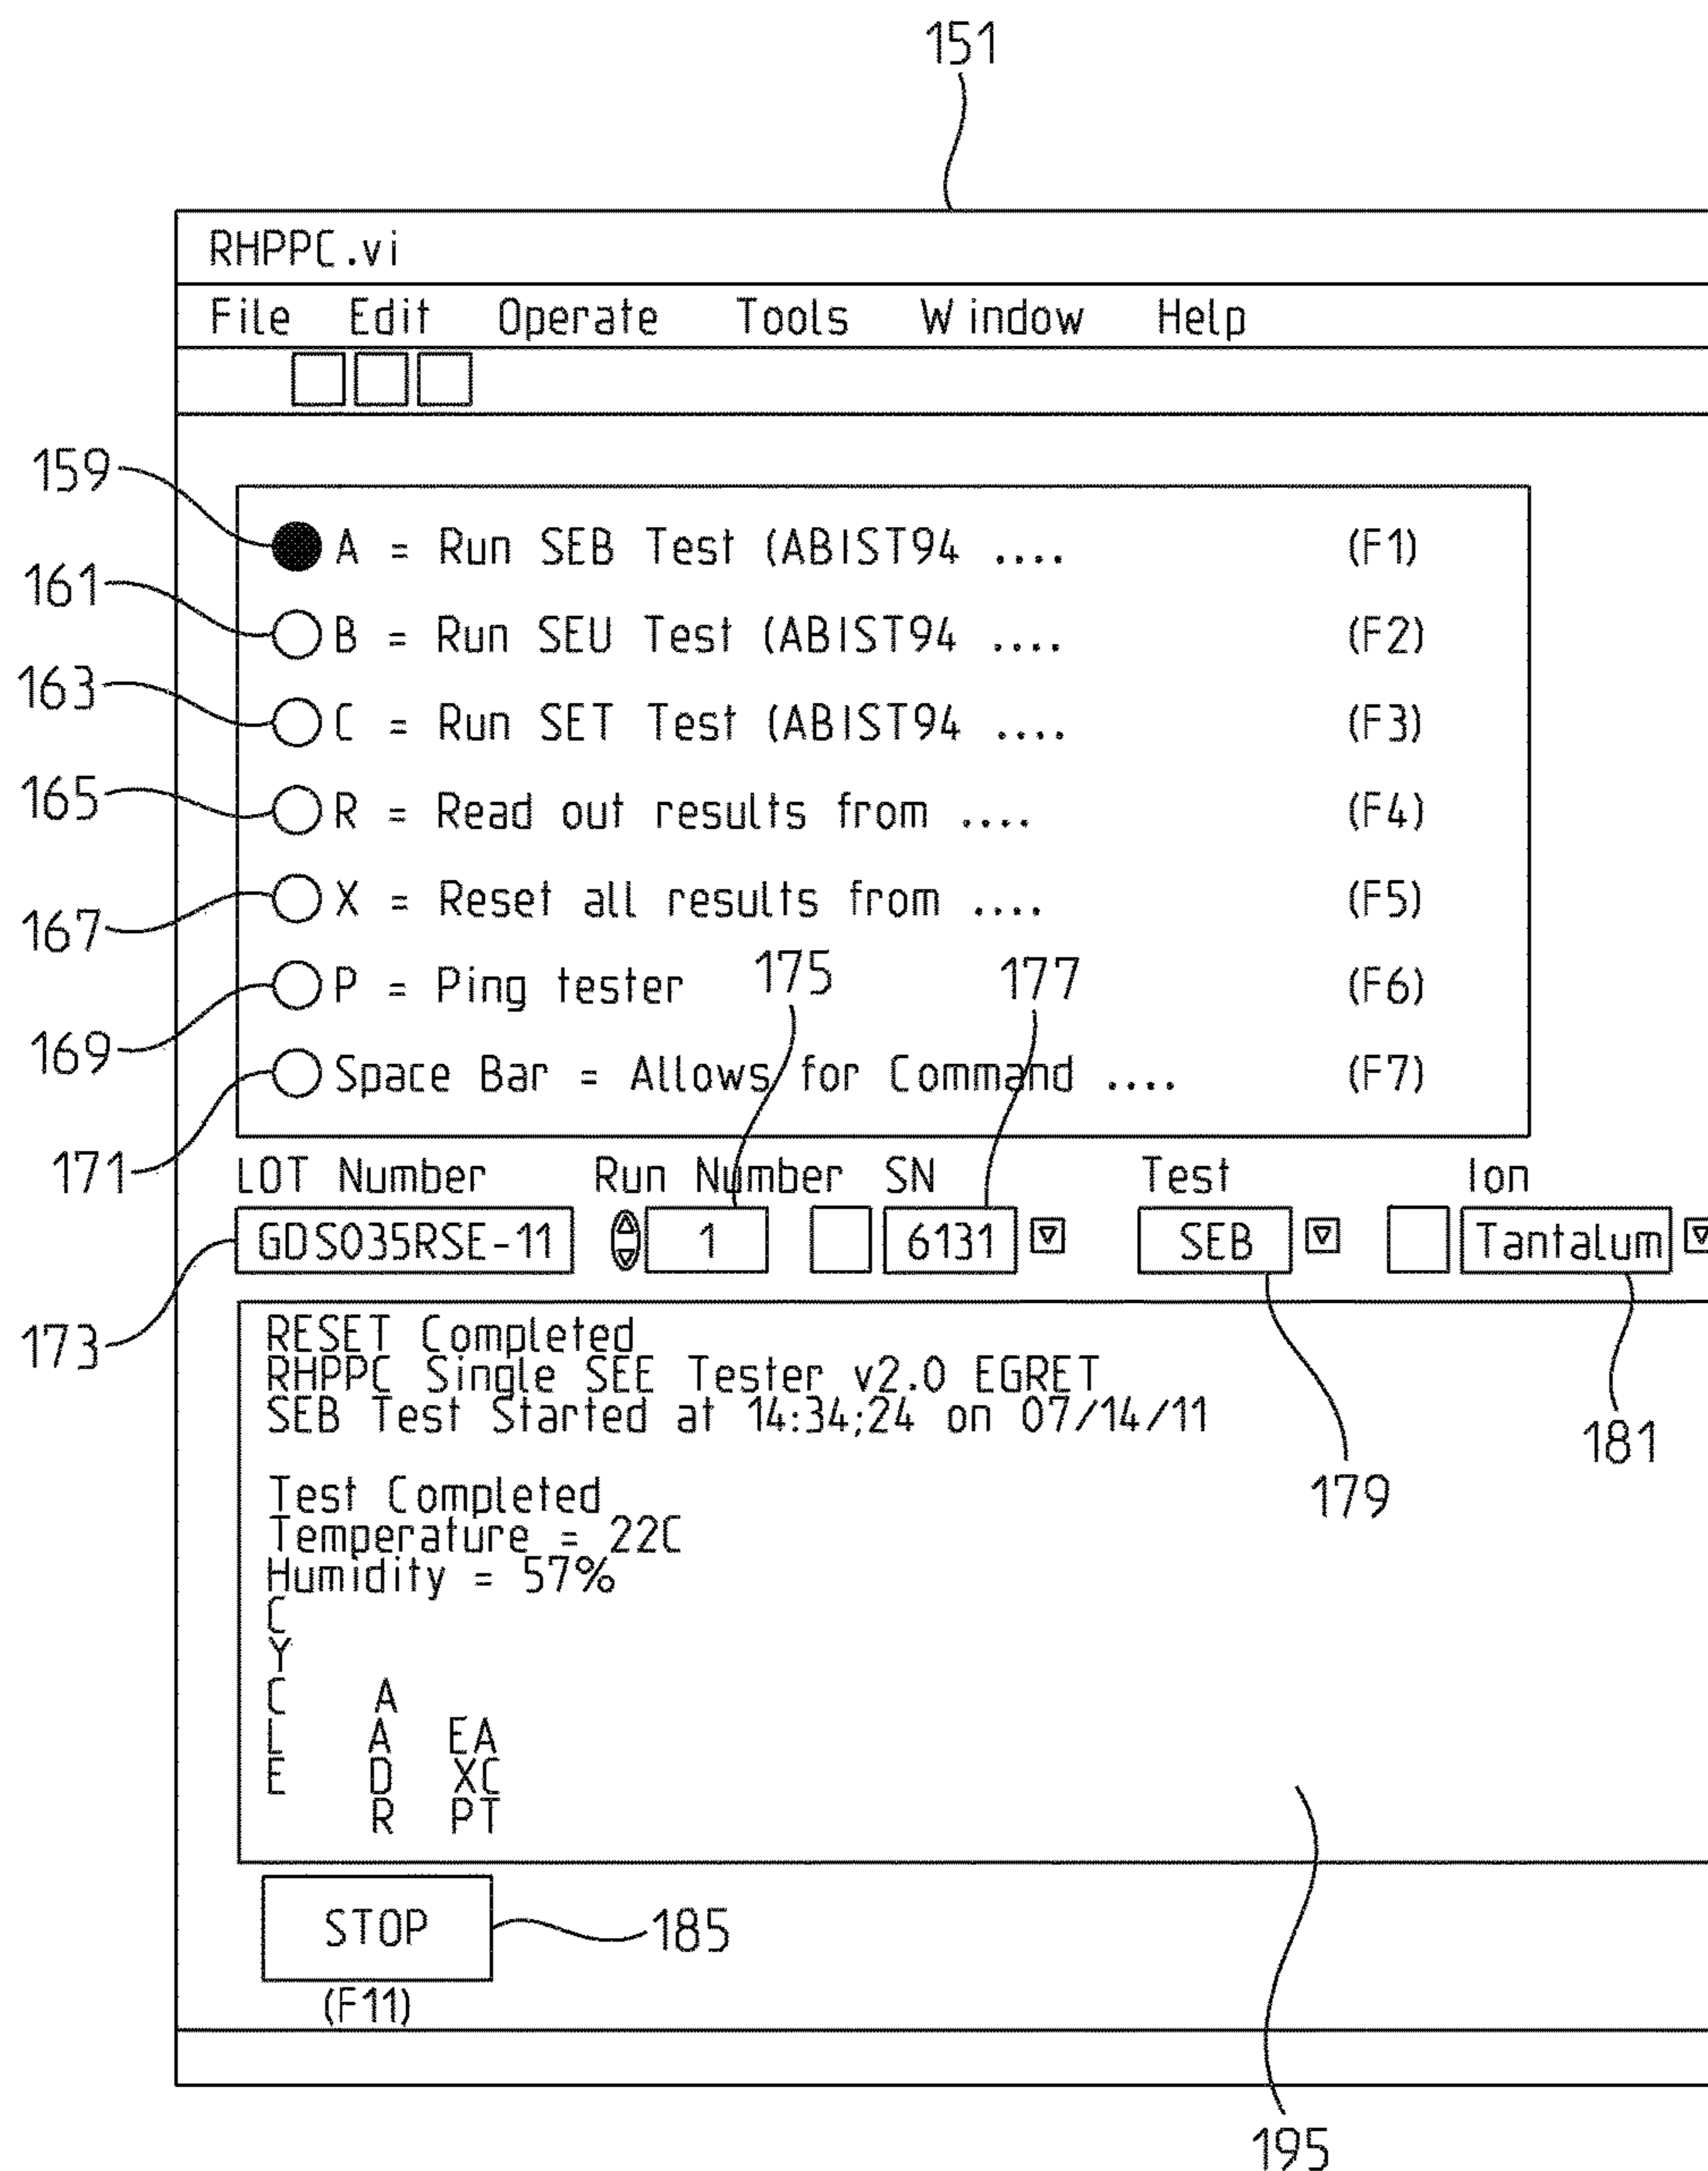 151
RHPPC.vi
File Edit Operate Tools Window Help
159
A = Run SEB Test (ABIST94 .... (F1)
161
B = Run SEU Test (ABIST94 .... (F2)
163
C = Run SET Test (ABIST94 .... (F3)
165
R = Read out results from .... (F4)
167
X = Reset all results from .... (F5)
175 177
169
P = Ping tester (F6)
171
Space Bar = Allows for Command .... (F7)
LOT Number Run Number SN Test Ion
GDS035RSE-11 1 6131 SEB Tantalum
173
RESET Completed
RHPPC Single SEE Tester v2.0 EGRET
SEB Test Started at 14:34;24 on 07/14/11
181
179
Test Completed
Temperature = 22C
Humidity = 57%
C
Y
C A
L A EA
E D XC
R PT
STOP
185
(F11)
195